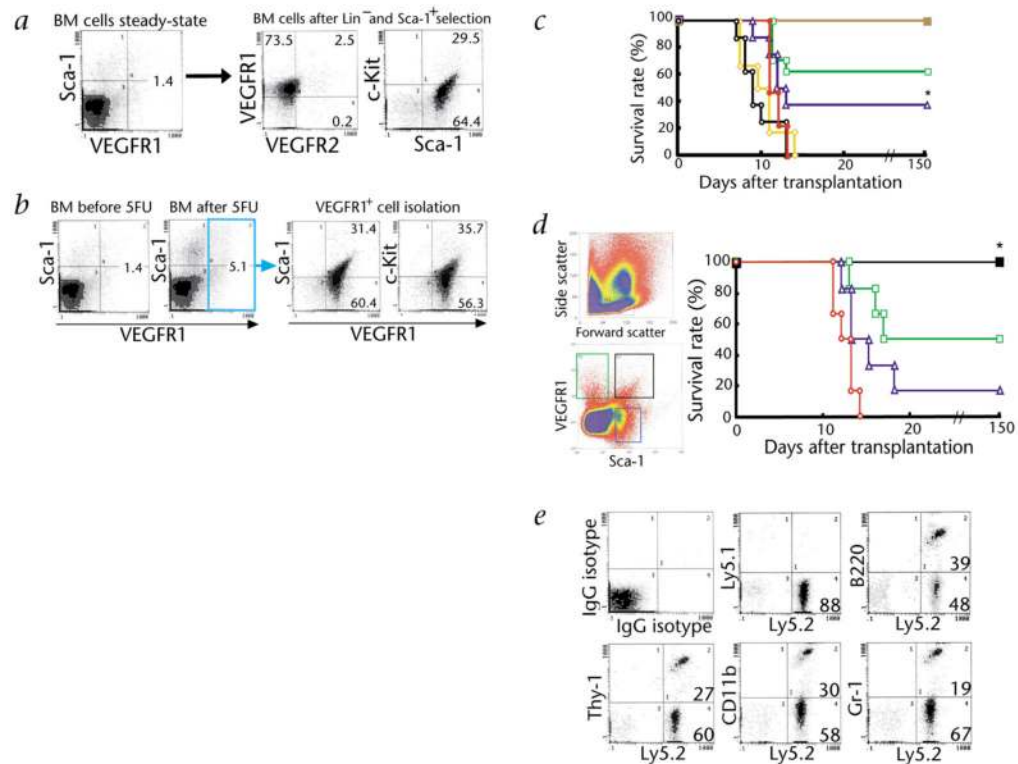 a
BM cells steady-state
Sca-1
1.4
VEGFR1
BM cells after Lin⁻ and Sca-1⁺ selection
73.5
2.5
VEGFR1
0.2
VEGFR2
29.5
c-Kit
64.4
Sca-1
b
BM before 5FU
Sca-1
1.4
BM after 5FU
5.1
VEGFR1
VEGFR1⁺ cell isolation
31.4
Sca-1
60.4
35.7
c-Kit
56.3
VEGFR1
c
Survival rate (%)
100
80
60
40
20
0
*
0 10 20 // 150
Days after transplantation
d
Side scatter
Forward scatter
VEGFR1
Sca-1
Survival rate (%)
100
80
60
40
20
0
*
0 10 20 // 150
Days after transplantation
e
IgG isotype
IgG isotype
Ly5.1
88
Ly5.2
B220
39
48
Ly5.2
Thy-1
27
60
Ly5.2
CD11b
30
58
Ly5.2
Gr-1
19
67
Ly5.2